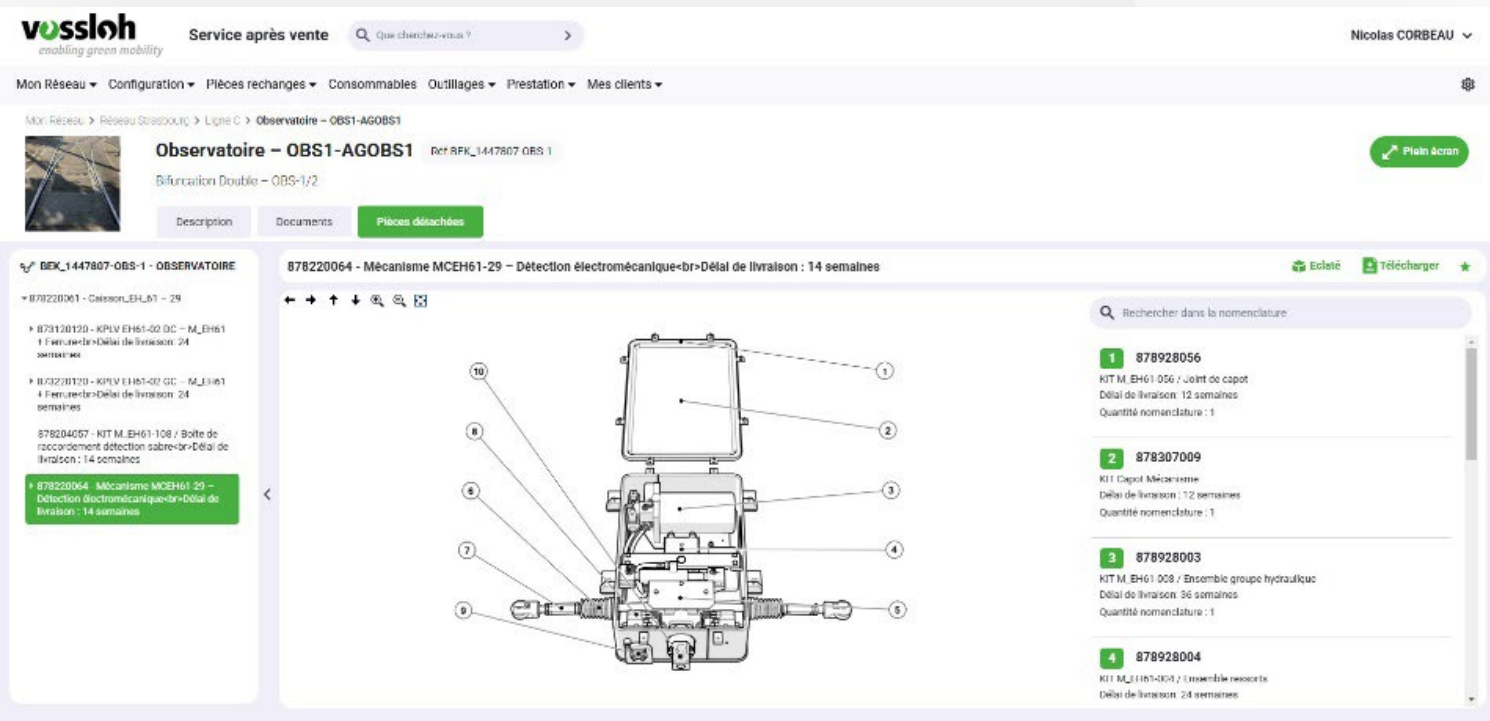 vossloh
enabling green mobility
Service après vente
Que cherchez-vous ?
Nicolas CORBEAU
Mon Réseau
Configuration
Pièces rechanges
Consommables
Outillages
Prestation
Mes clients
Mon Réseau > Réseau Strasbourg > Ligne C > Observatoire – OBS1-AGOBS1
Observatoire – OBS1-AGOBS1
Ref BEK_1447807-OBS-1
Plein écran
Bifurcation Double – OBS-1/2
Description
Documents
Pièces détachées
BEK_1447807-OBS-1 - OBSERVATOIRE
878220061 - Caisson_EH_61 – 29
873120120 - KPLV EH61-02 DC – M_EH61
+ Ferrure<br>Délai de livraison: 24
semaines
873220120 - KPLV EH61-02 GC – M_EH61
+ Ferrure<br>Délai de livraison: 24
semaines
878204057 - KIT M_EH61-108 / Boite de
raccordement détection sabre<br>Délai de
livraison : 14 semaines
878220064 - Mécanisme MCEH61-29 –
Détection électromécanique<br>Délai de
livraison : 14 semaines
878220064 - Mécanisme MCEH61-29 – Détection électromécanique<br>Délai de livraison : 14 semaines
Eclaté
Télécharger
10
1
8
2
6
3
7
4
9
5
Rechercher dans la nomenclature
1 878928056
KIT M_EH61-056 / Joint de capot
Délai de livraison: 12 semaines
Quantité nomenclature : 1
2 878307009
KIT Capot Mécanisme
Délai de livraison : 12 semaines
Quantité nomenclature : 1
3 878928003
KIT M_EH61-003 / Ensemble groupe hydraulique
Délai de livraison: 36 semaines
Quantité nomenclature : 1
4 878928004
KIT M_EH61-004 / Ensemble ressorts
Délai de livraison: 24 semaines